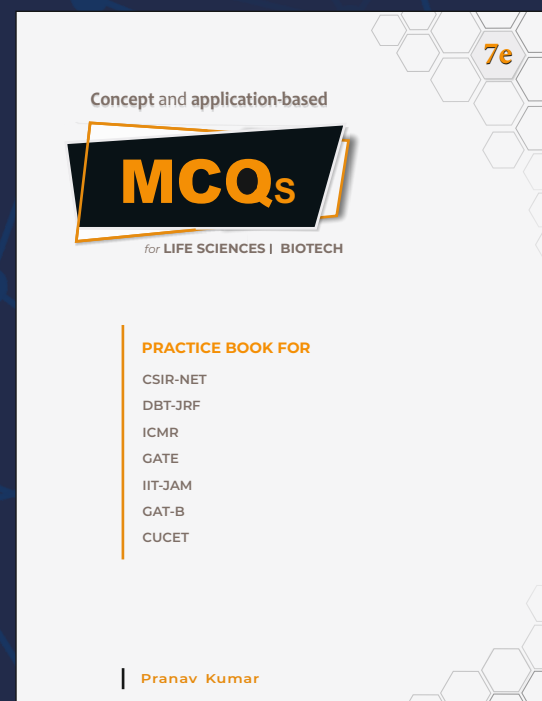 7e
Concept and application-based
MCQs
for LIFE SCIENCES | BIOTECH
PRACTICE BOOK FOR
CSIR-NET
DBT-JRF
ICMR
GATE
IIT-JAM
GAT-B
CUCET
Pranav Kumar